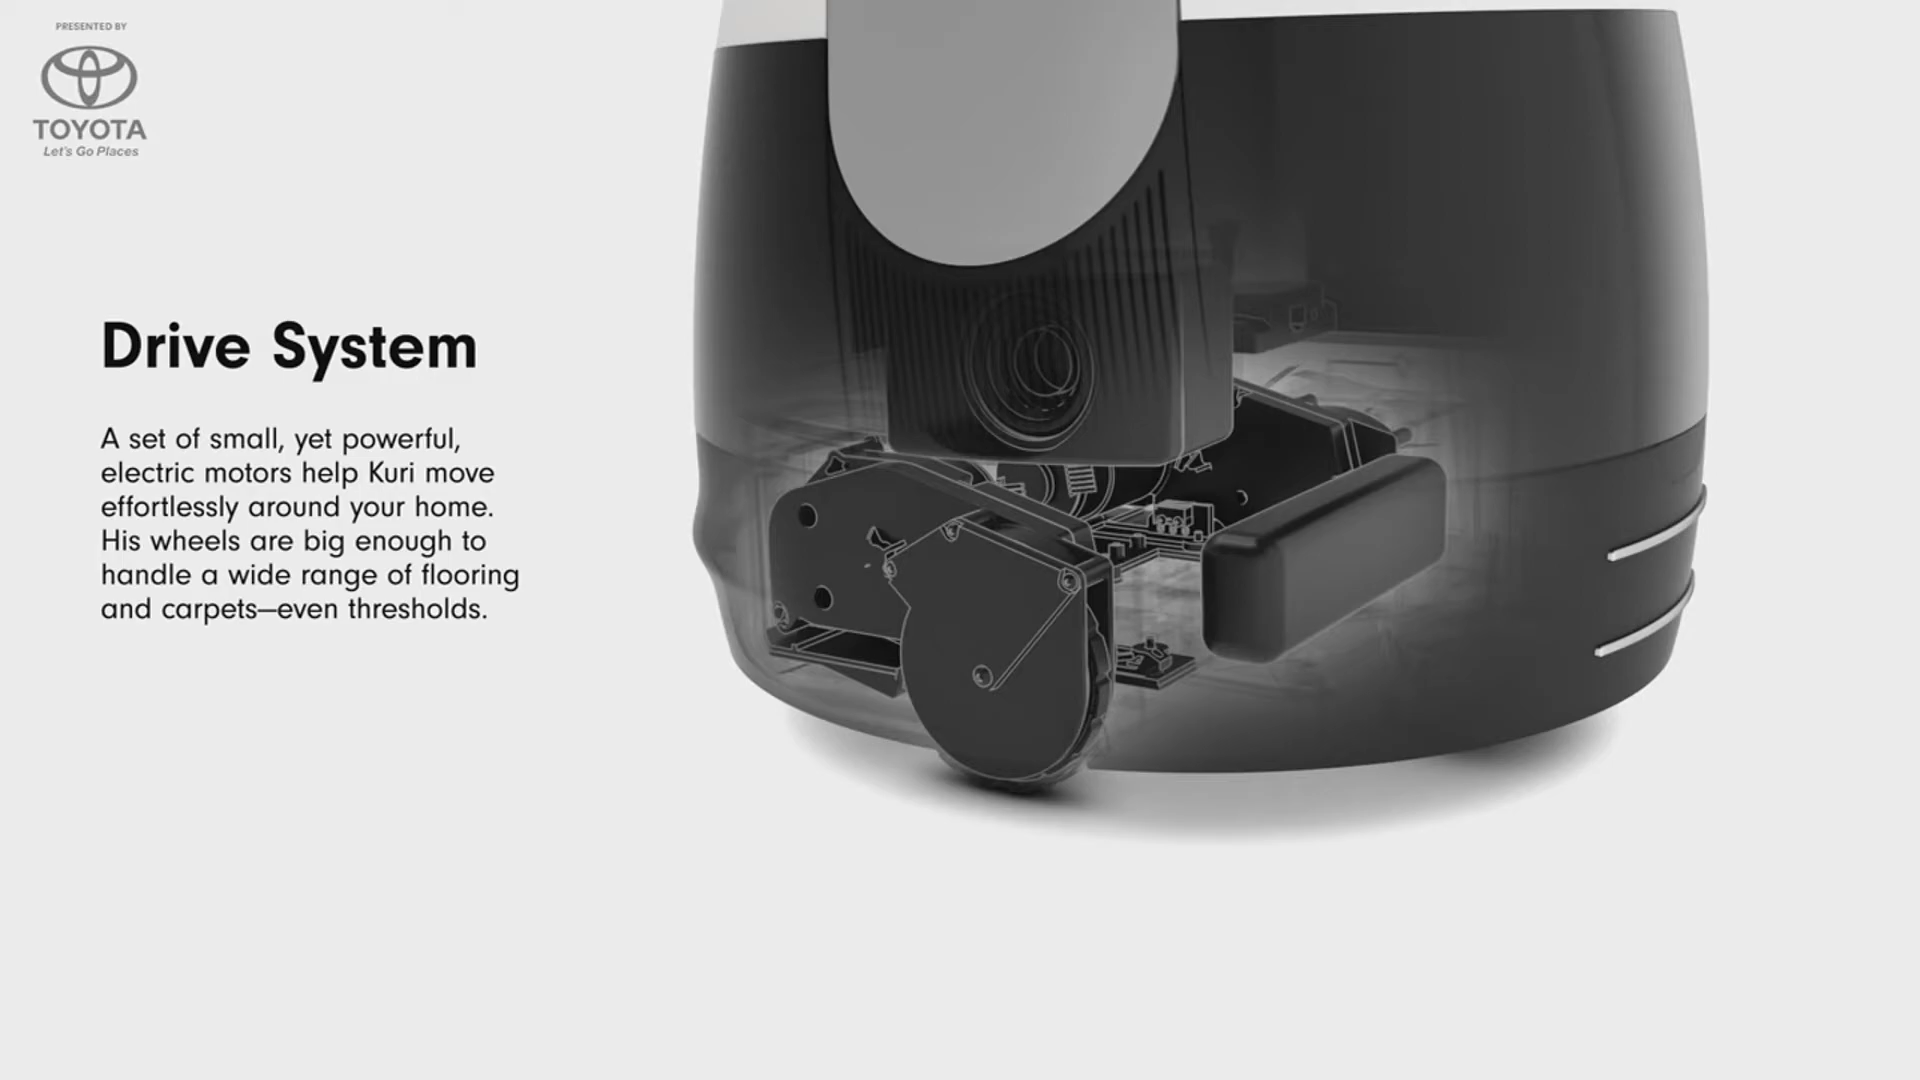 PRESENTED BY
TOYOTA
Let's Go Places
Drive System
A set of small, yet powerful,
electric motors help Kuri move
effortlessly around your home.
His wheels are big enough to
handle a wide range of flooring
and carpets—even thresholds.